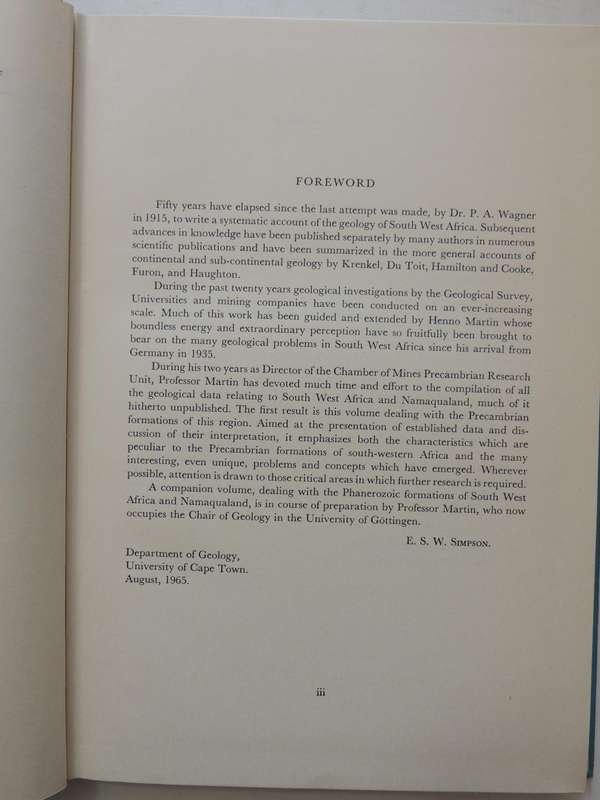 FOREWORD
Fifty years have elapsed since the last attempt was made, by Dr. P. A. Wagner
in 1915, to write a systematic account of the geology of South West Africa. Subsequent
advances in knowledge have been published separately by many authors in numerous
scientific publications and have been summarized in the more general accounts of
continental and sub-continental geology by Krenkel, Du Toit, Hamilton and Cooke,
Furon, and Haughton.
During the past twenty years geological investigations by the Geological Survey,
Universities and mining companies have been conducted on an ever-increasing
scale. Much of this work has been guided and extended by Henno Martin whose
boundless energy and extraordinary perception have so fruitfully been brought to
bear on the many geological problems in South West Africa since his arrival from
Germany in 1935.
During his two years as Director of the Chamber of Mines Precambrian Research
Unit, Professor Martin has devoted much time and effort to the compilation of all
the geological data relating to South West Africa and Namaqualand, much of it
hitherto unpublished. The first result is this volume dealing with the Precambrian
formations of this region. Aimed at the presentation of established data and dis-
cussion of their interpretation, it emphasizes both the characteristics which are
peculiar to the Precambrian formations of south-western Africa and the many
interesting, even unique, problems and concepts which have emerged. Wherever
possible, attention is drawn to those critical areas in which further research is required.
A companion volume, dealing with the Phanerozoic formations of South West
Africa and Namaqualand, is in course of preparation by Professor Martin, who now
occupies the Chair of Geology in the University of Göttingen.
E. S. W. SIMPSON.
Department of Geology,
University of Cape Town.
August, 1965.
iii